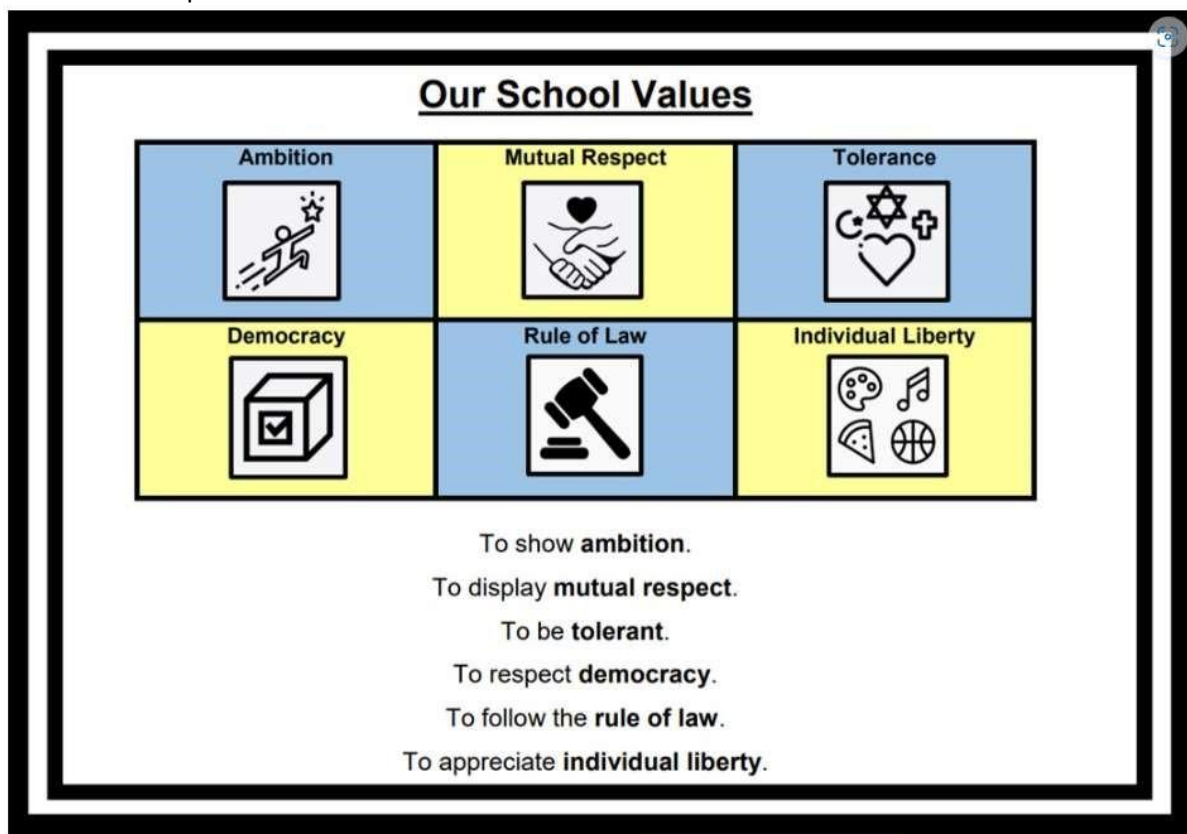 Our School Values
Ambition
Mutual Respect
Tolerance
Democracy
Rule of Law
Individual Liberty
To show ambition.
To display mutual respect.
To be tolerant.
To respect democracy.
To follow the rule of law.
To appreciate individual liberty.